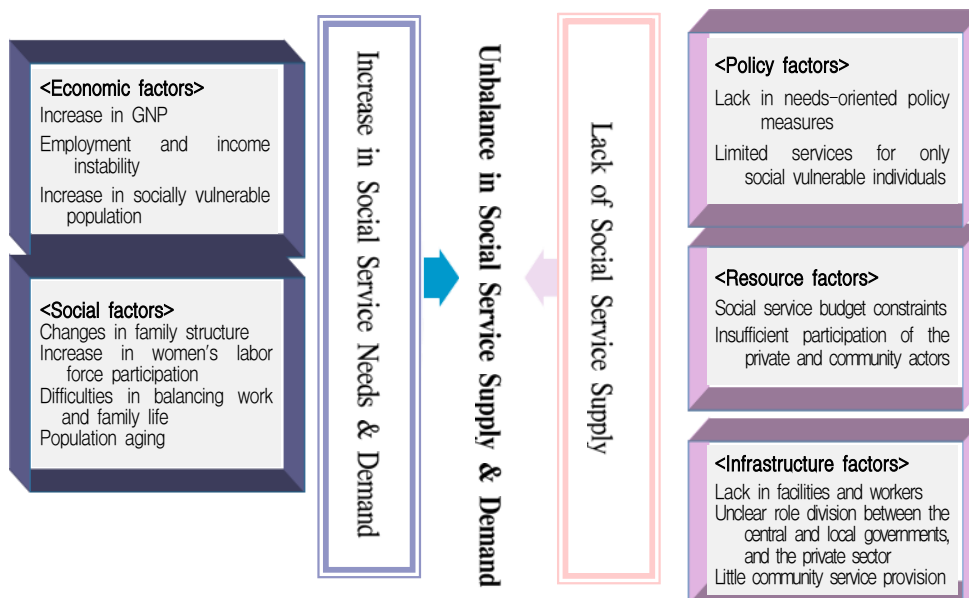 <Economic factors>
Increase in GNP
Employment and income
instability
Increase in socially vulnerable
population
<Social factors>
Changes in family structure
Increase in women's labor
force participation
Difficulties in balancing work
and family life
Population aging
Increase in Social Service Needs & Demand
Unbalance in Social Service Supply & Demand
Lack of Social Service Supply
<Policy factors>
Lack in needs-oriented policy
measures
Limited services for only
social vulnerable individuals
<Resource factors>
Social service budget constraints
Insufficient participation of the
private and community actors
<Infrastructure factors>
Lack in facilities and workers
Unclear role division between the
central and local governments,
and the private sector
Little community service provision